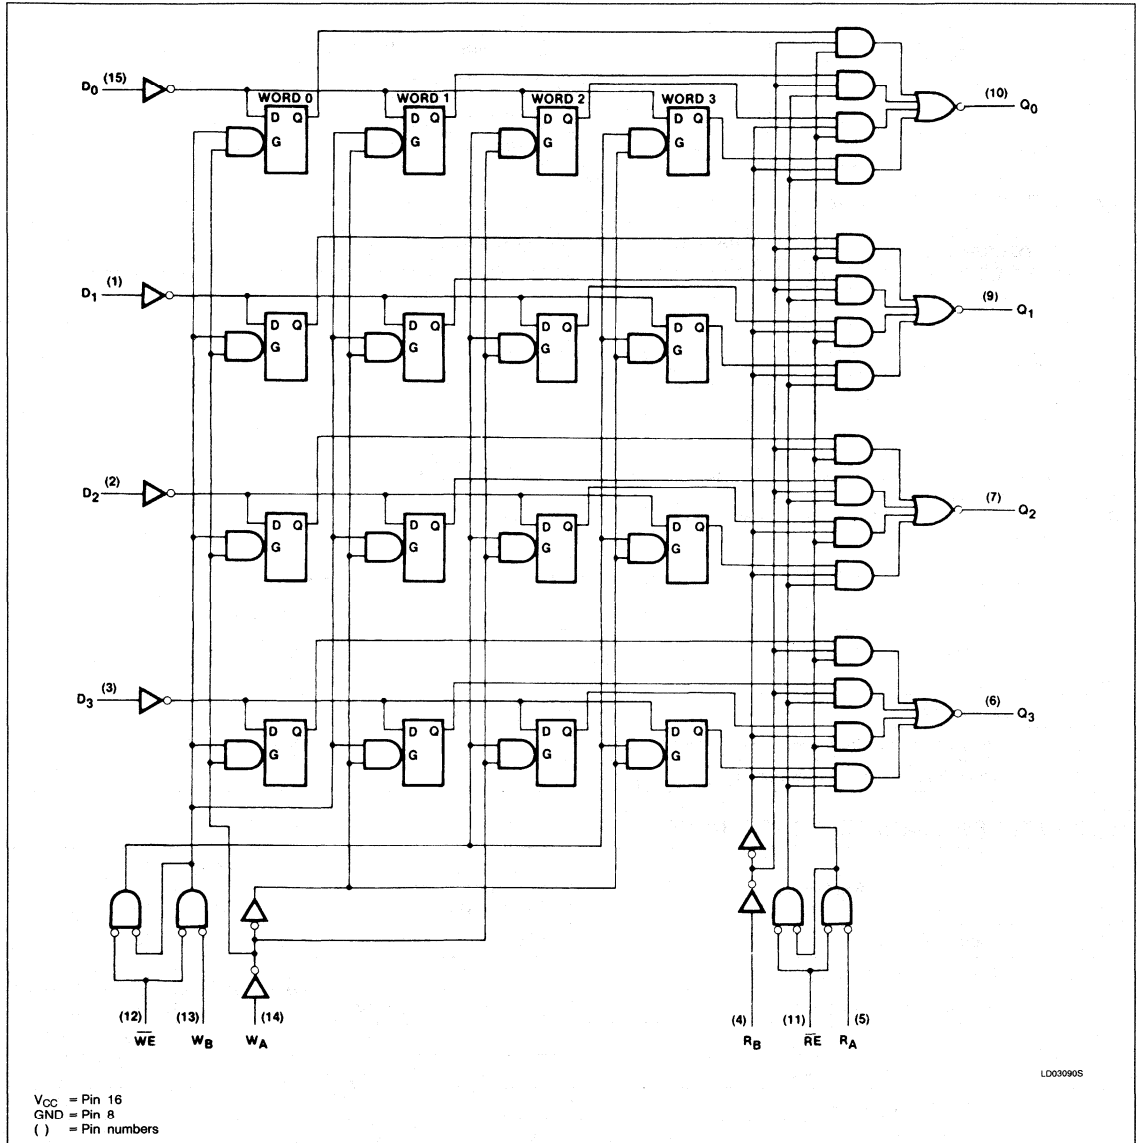 D0 (15)
WORD 0 WORD 1 WORD 2 WORD 3
D Q D Q D Q D Q
G G G G
(10) Q0
D1 (1)
D Q D Q D Q D Q
G G G G
(9) Q1
D2 (2)
D Q D Q D Q D Q
G G G G
(7) Q2
D3 (3)
D Q D Q D Q D Q
G G G G
(6) Q3
(12) (13) (14) (4) (11) (5)
W̅E̅ WB WA RB R̅E̅ RA
LD03090S
VCC = Pin 16
GND = Pin 8
( ) = Pin numbers